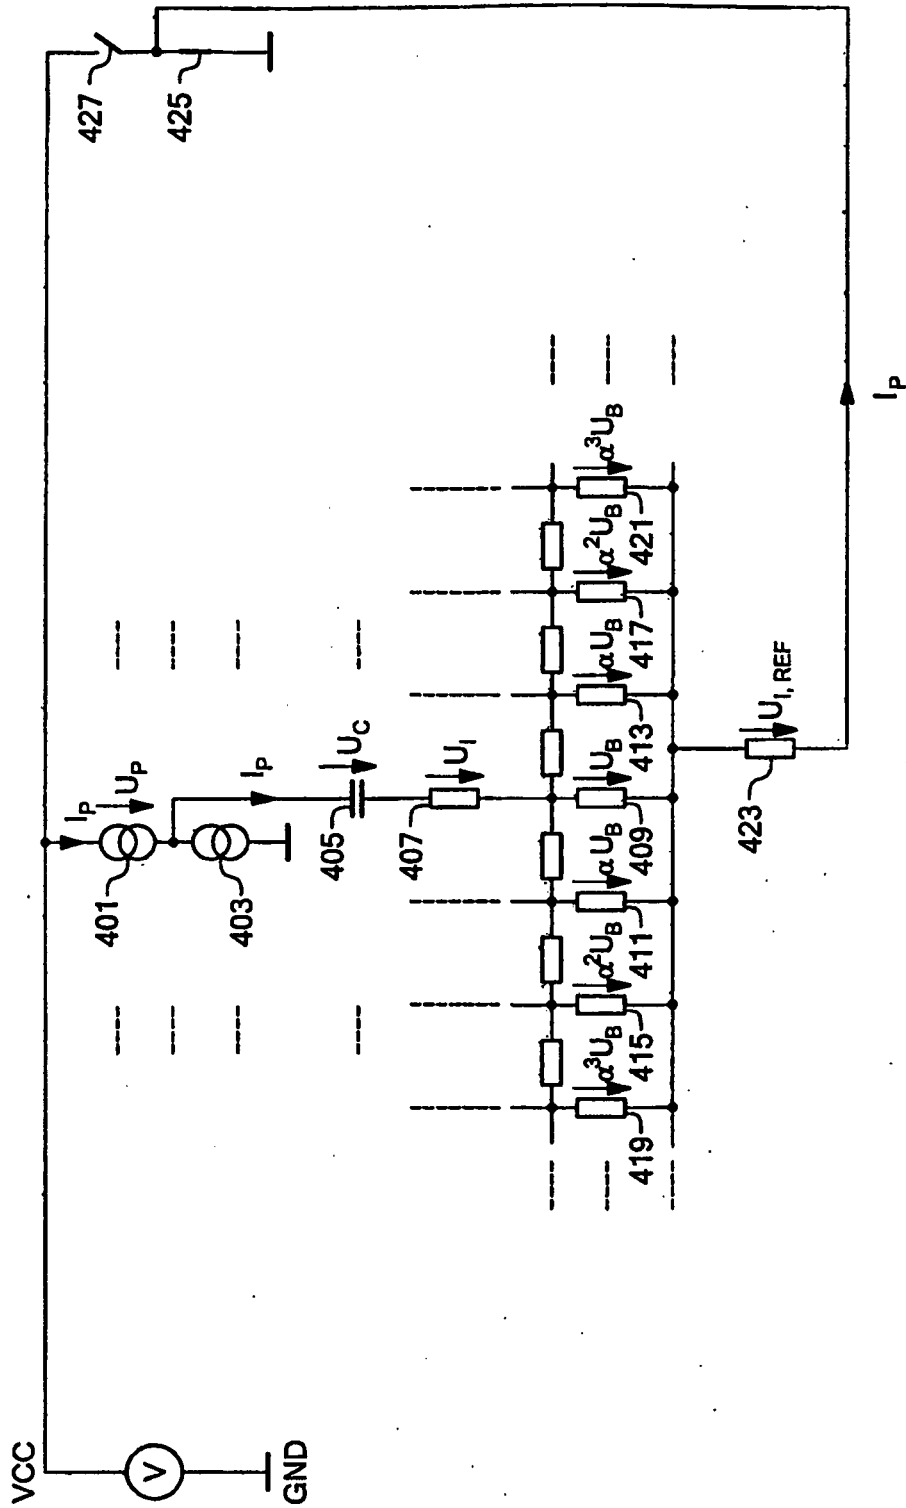 VCC
V
GND
427
425
I_P
U_P
401
403
I_P
U_C
405
U_I
407
α³U_B
α²U_B
αU_B
U_B
αU_B
α²U_B
α³U_B
419
415
411
409
413
417
421
U_I, REF
423
I_P